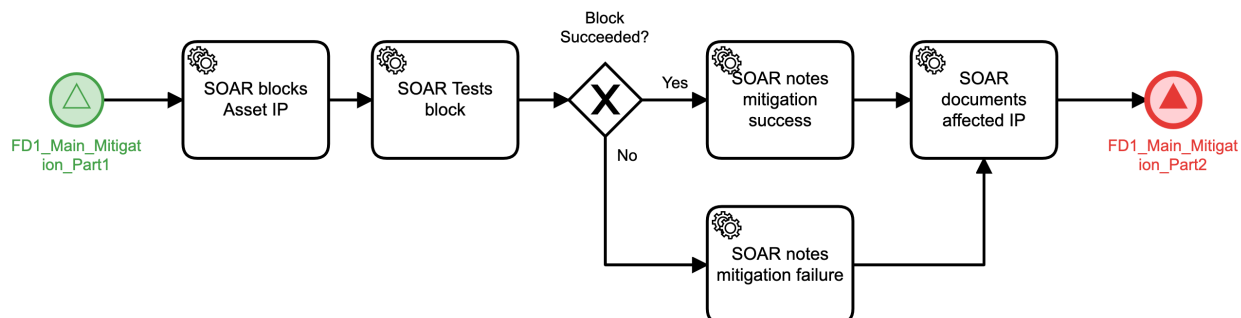 FD1_Main_Mitigat
ion_Part1
SOAR blocks
Asset IP
SOAR Tests
block
Block
Succeeded?
Yes
No
SOAR notes
mitigation
success
SOAR notes
mitigation failure
SOAR
documents
affected IP
FD1_Main_Mitigat
ion_Part2